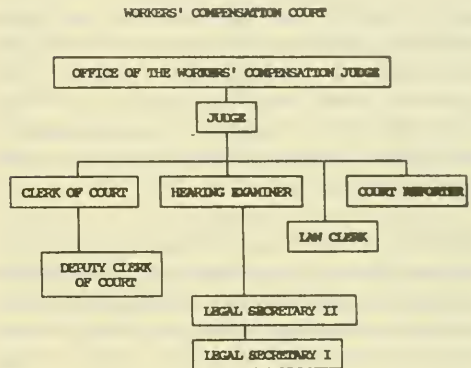 WORKERS' COMPENSATION COURT
OFFICE OF THE WORKERS' COMPENSATION JUDGE
JUDGE
CLERK OF COURT
HEARING EXAMINER
COURT REPORTER
LAW CLERK
DEPUTY CLERK
OF COURT
LEGAL SECRETARY II
LEGAL SECRETARY I